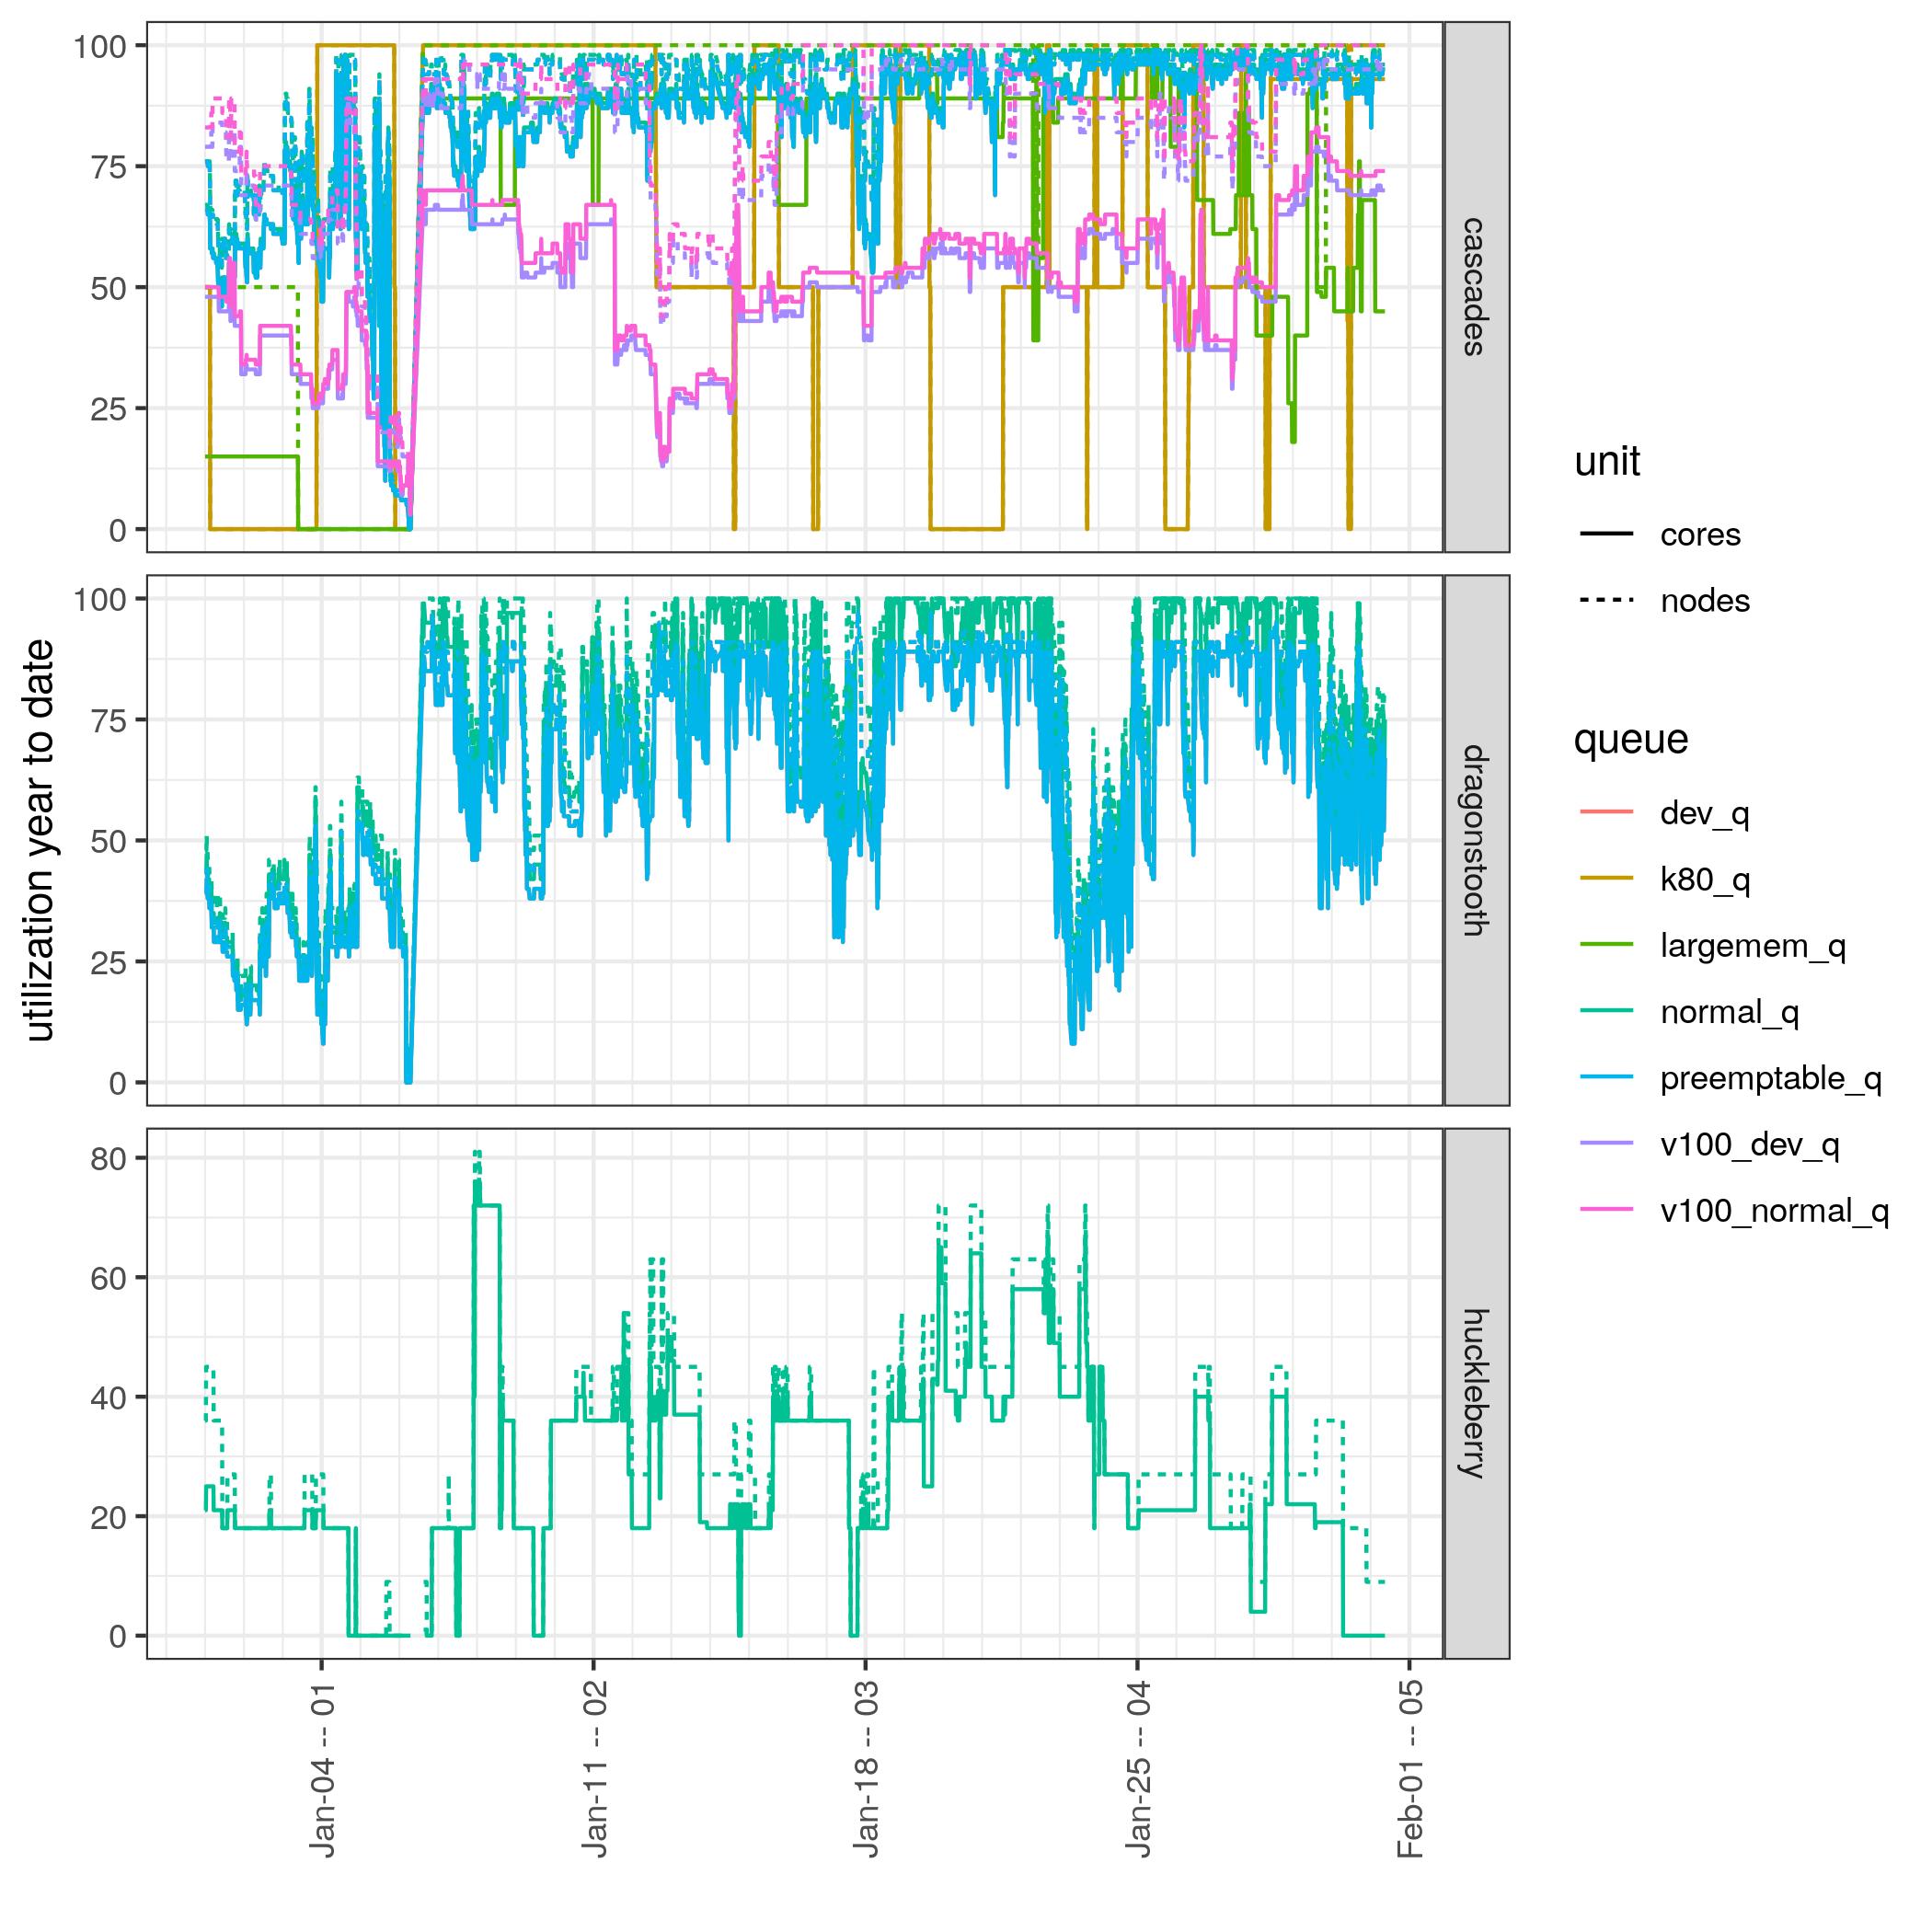 utilization year to date
100
75
50
25
0
cascades
100
75
50
25
0
dragonstooth
80
60
40
20
0
huckleberry
Jan-04 -- 01
Jan-11 -- 02
Jan-18 -- 03
Jan-25 -- 04
Feb-01 -- 05
unit
cores
nodes
queue
dev_q
k80_q
largemem_q
normal_q
preemptable_q
v100_dev_q
v100_normal_q